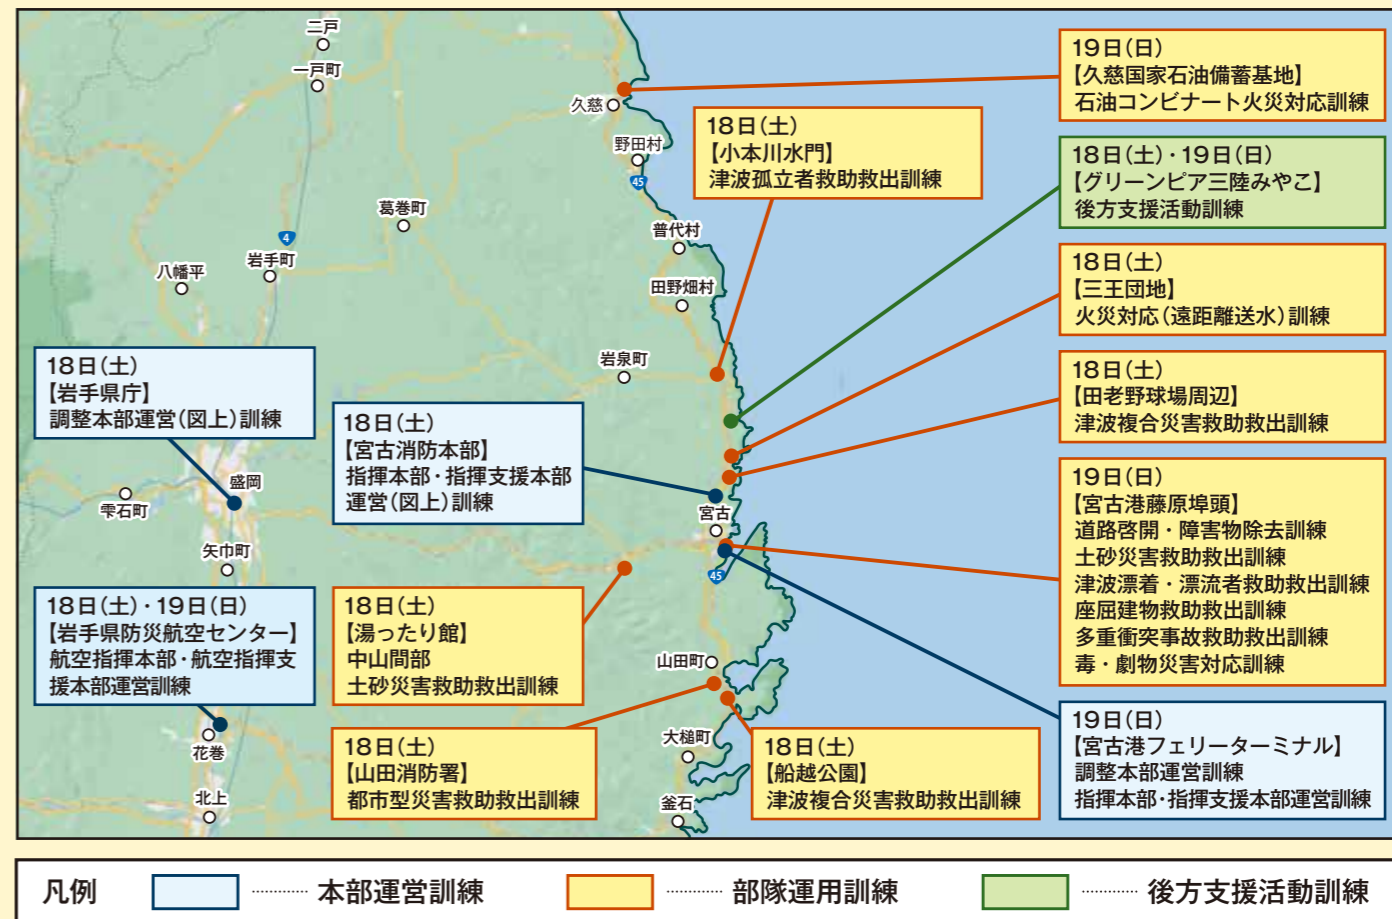 二戸
一戸町
久慈
野田村
45
葛巻町
4
岩手町
八幡平
普代村
田野畑村
岩泉町
盛岡
雫石町
矢巾町
宮古
45
山田町
花巻
大槌町
北上
釜石
19日(日)
【久慈国家石油備蓄基地】
石油コンビナート火災対応訓練
18日(土)
【小本川水門】
津波孤立者救助救出訓練
18日(土)・19日(日)
【グリーンピア三陸みやこ】
後方支援活動訓練
18日(土)
【三王団地】
火災対応(遠距離送水)訓練
18日(土)
【岩手県庁】
調整本部運営(図上)訓練
18日(土)
【宮古消防本部】
指揮本部・指揮支援本部
運営(図上)訓練
18日(土)
【田老野球場周辺】
津波複合災害救助救出訓練
19日(日)
【宮古港藤原埠頭】
道路啓開・障害物除去訓練
土砂災害救助救出訓練
津波漂着・漂流者救助救出訓練
座屈建物救助救出訓練
多重衝突事故救助救出訓練
毒・劇物災害対応訓練
18日(土)・19日(日)
【岩手県防災航空センター】
航空指揮本部・航空指揮支
援本部運営訓練
18日(土)
【湯ったり館】
中山間部
土砂災害救助救出訓練
18日(土)
【山田消防署】
都市型災害救助救出訓練
18日(土)
【船越公園】
津波複合災害救助救出訓練
19日(日)
【宮古港フェリーターミナル】
調整本部運営訓練
指揮本部・指揮支援本部運営訓練
凡例 ………… 本部運営訓練 ………… 部隊運用訓練 ………… 後方支援活動訓練